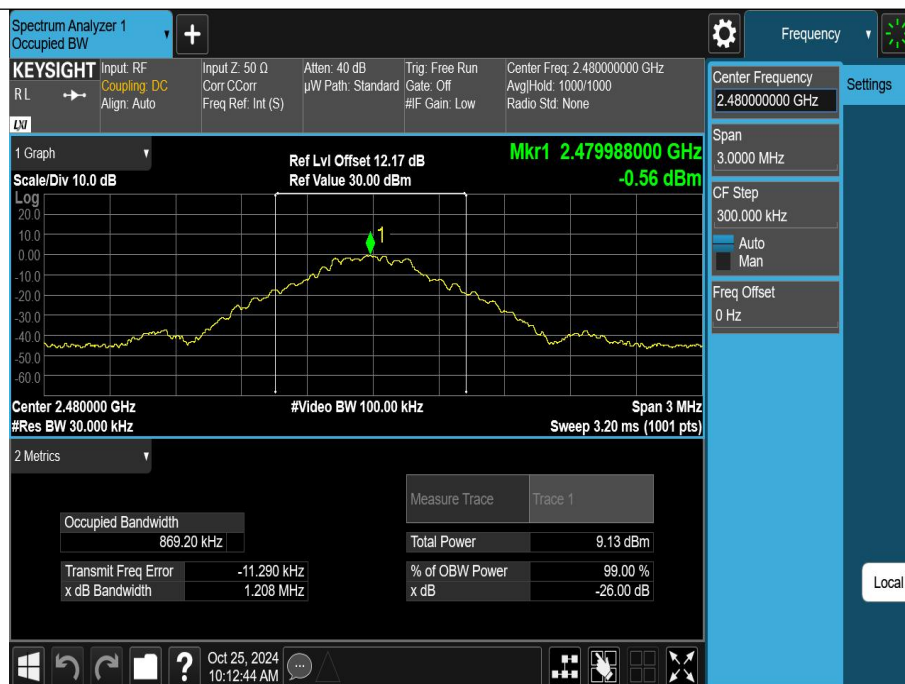 Spectrum Analyzer 1
Occupied BW
+
Frequency
KEYSIGHT
RL
LXI
Input: RF
Coupling: DC
Align: Auto
Input Z: 50 Ω
Corr CCorr
Freq Ref: Int (S)
Atten: 40 dB
µW Path: Standard
Trig: Free Run
Gate: Off
#IF Gain: Low
Center Freq: 2.480000000 GHz
Avg|Hold: 1000/1000
Radio Std: None
Center Frequency
2.480000000 GHz
Settings
Span
3.0000 MHz
CF Step
300.000 kHz
Auto
Man
Freq Offset
0 Hz
Local
1 Graph
Scale/Div 10.0 dB
Ref Lvl Offset 12.17 dB
Ref Value 30.00 dBm
Mkr1 2.479988000 GHz
-0.56 dBm
Log
20.0
10.0
0.00
-10.0
-20.0
-30.0
-40.0
-50.0
-60.0
1
Center 2.480000 GHz
#Res BW 30.000 kHz
#Video BW 100.00 kHz
Span 3 MHz
Sweep 3.20 ms (1001 pts)
2 Metrics
Measure Trace Trace 1
Occupied Bandwidth
869.20 kHz
Total Power 9.13 dBm
Transmit Freq Error -11.290 kHz
% of OBW Power 99.00 %
x dB Bandwidth 1.208 MHz
x dB -26.00 dB
?
Oct 25, 2024
10:12:44 AM